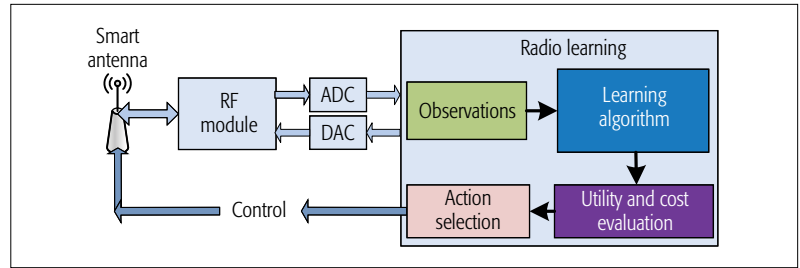 Smart
antenna
Radio learning
RF
module
ADC
DAC
Observations
Learning
algorithm
Control
Action
selection
Utility and cost
evaluation